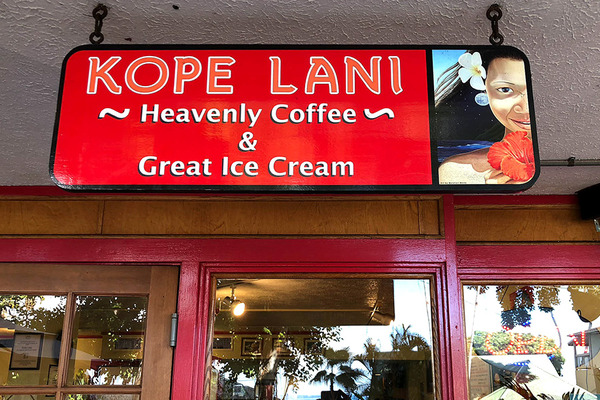 KOPE LANI
~ Heavenly Coffee ~
&
Great Ice Cream